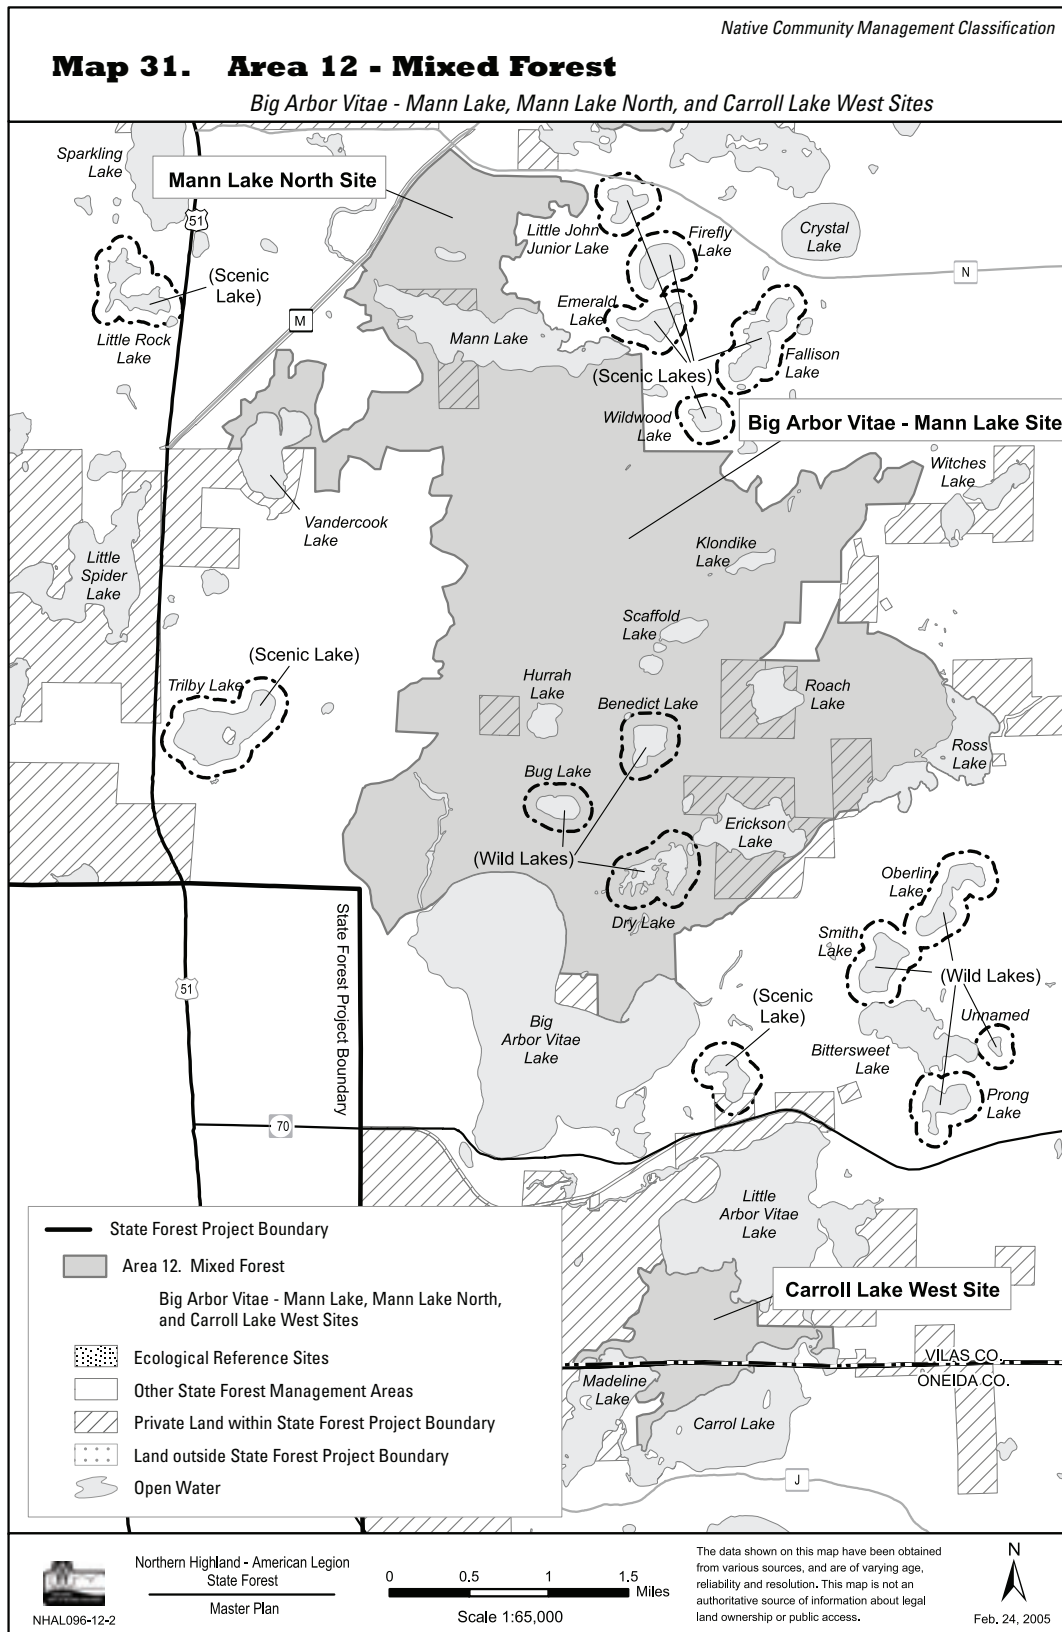 Native Community Management Classification
Map 31. Area 12 - Mixed Forest
Big Arbor Vitae - Mann Lake, Mann Lake North, and Carroll Lake West Sites
Sparkling
Lake
Mann Lake North Site
51
Little John
Junior Lake
Firefly
Lake
Crystal
Lake
N
(Scenic
Lake)
Little Rock
Lake
M
Emerald
Lake
Mann Lake
Fallison
Lake
(Scenic Lakes)
Wildwood
Lake
Big Arbor Vitae - Mann Lake Site
Witches
Lake
Vandercook
Lake
Klondike
Lake
Little
Spider
Lake
Scaffold
Lake
(Scenic Lake)
Trilby Lake
Hurrah
Lake
Benedict Lake
Roach
Lake
Ross
Lake
Bug Lake
Erickson
Lake
(Wild Lakes)
Oberlin
Lake
Dry Lake
Smith
Lake
State Forest Project Boundary
(Wild Lakes)
51
(Scenic
Lake)
Unnamed
Big
Arbor Vitae
Lake
Bittersweet
Lake
Prong
Lake
70
Little
Arbor Vitae
Lake
Carroll Lake West Site
VILAS CO.
ONEIDA CO.
Madeline
Lake
Carrol Lake
J
State Forest Project Boundary
Area 12. Mixed Forest
Big Arbor Vitae - Mann Lake, Mann Lake North,
and Carroll Lake West Sites
Ecological Reference Sites
Other State Forest Management Areas
Private Land within State Forest Project Boundary
Land outside State Forest Project Boundary
Open Water
NHAL096-12-2
Northern Highland - American Legion
State Forest
Master Plan
0 0.5 1 1.5
Miles
Scale 1:65,000
The data shown on this map have been obtained
from various sources, and are of varying age,
reliability and resolution. This map is not an
authoritative source of information about legal
land ownership or public access.
N
Feb. 24, 2005